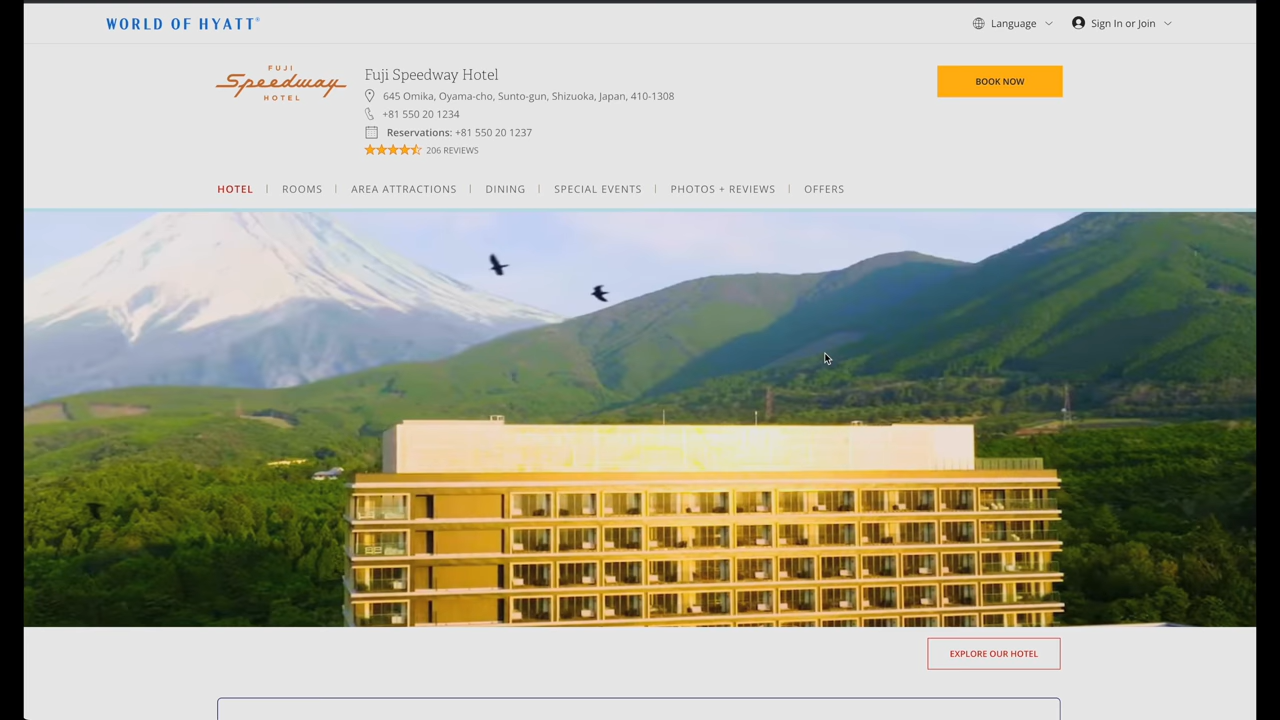 WORLD OF HYATT®
Language
Sign In or Join
FUJI
Speedway
HOTEL
Fuji Speedway Hotel
645 Omika, Oyama-cho, Sunto-gun, Shizuoka, Japan, 410-1308
+81 550 20 1234
Reservations: +81 550 20 1237
206 REVIEWS
BOOK NOW
HOTEL | ROOMS | AREA ATTRACTIONS | DINING | SPECIAL EVENTS | PHOTOS + REVIEWS | OFFERS
EXPLORE OUR HOTEL